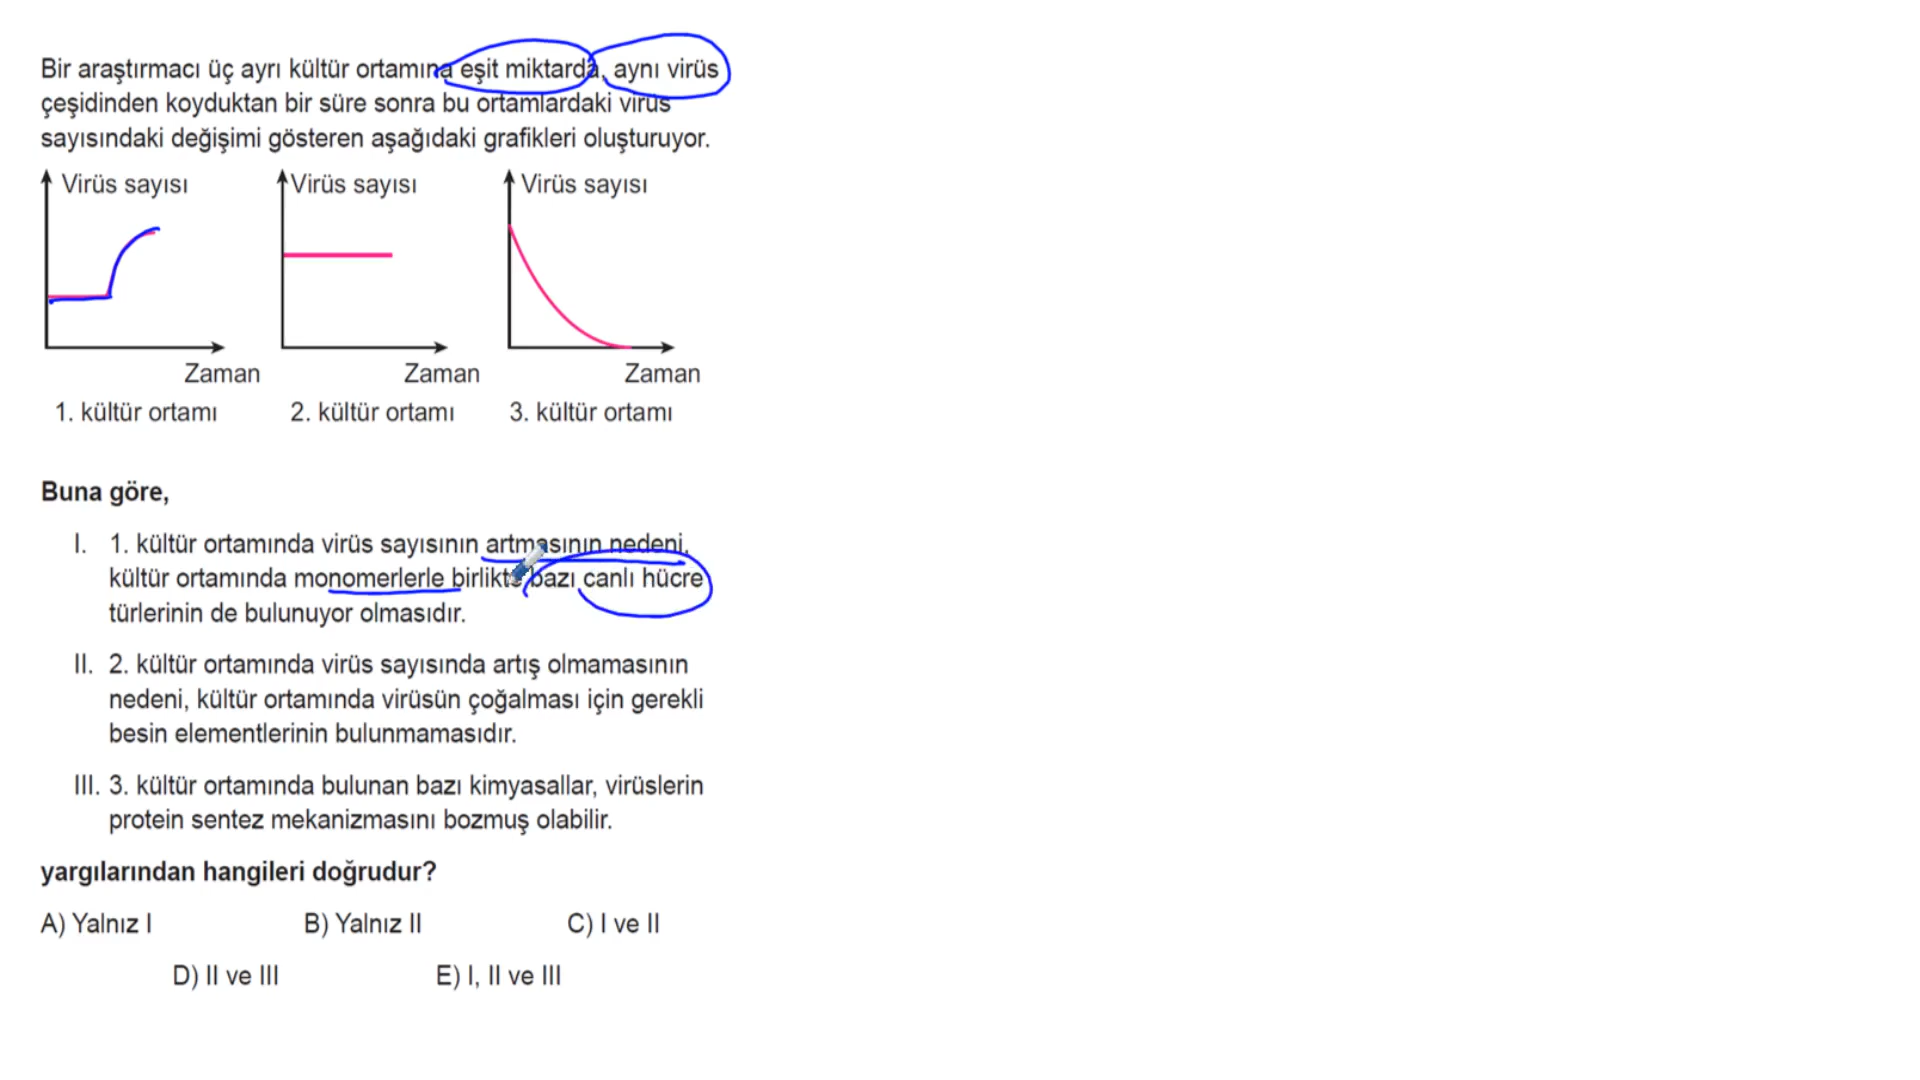 Bir araştırmacı üç ayrı kültür ortamına eşit miktarda, aynı virüs
çeşidinden koyduktan bir süre sonra bu ortamlardaki virüs
sayısındaki değişimi gösteren aşağıdaki grafikleri oluşturuyor.
Virüs sayısı Virüs sayısı Virüs sayısı
Zaman Zaman Zaman
1. kültür ortamı 2. kültür ortamı 3. kültür ortamı
Buna göre,
I. 1. kültür ortamında virüs sayısının artmasının nedeni,
kültür ortamında monomerlerle birlikte bazı canlı hücre
türlerinin de bulunuyor olmasıdır.
II. 2. kültür ortamında virüs sayısında artış olmamasının
nedeni, kültür ortamında virüsün çoğalması için gerekli
besin elementlerinin bulunmamasıdır.
III. 3. kültür ortamında bulunan bazı kimyasallar, virüslerin
protein sentez mekanizmasını bozmuş olabilir.
yargılarından hangileri doğrudur?
A) Yalnız I B) Yalnız II C) I ve II
D) II ve III E) I, II ve III